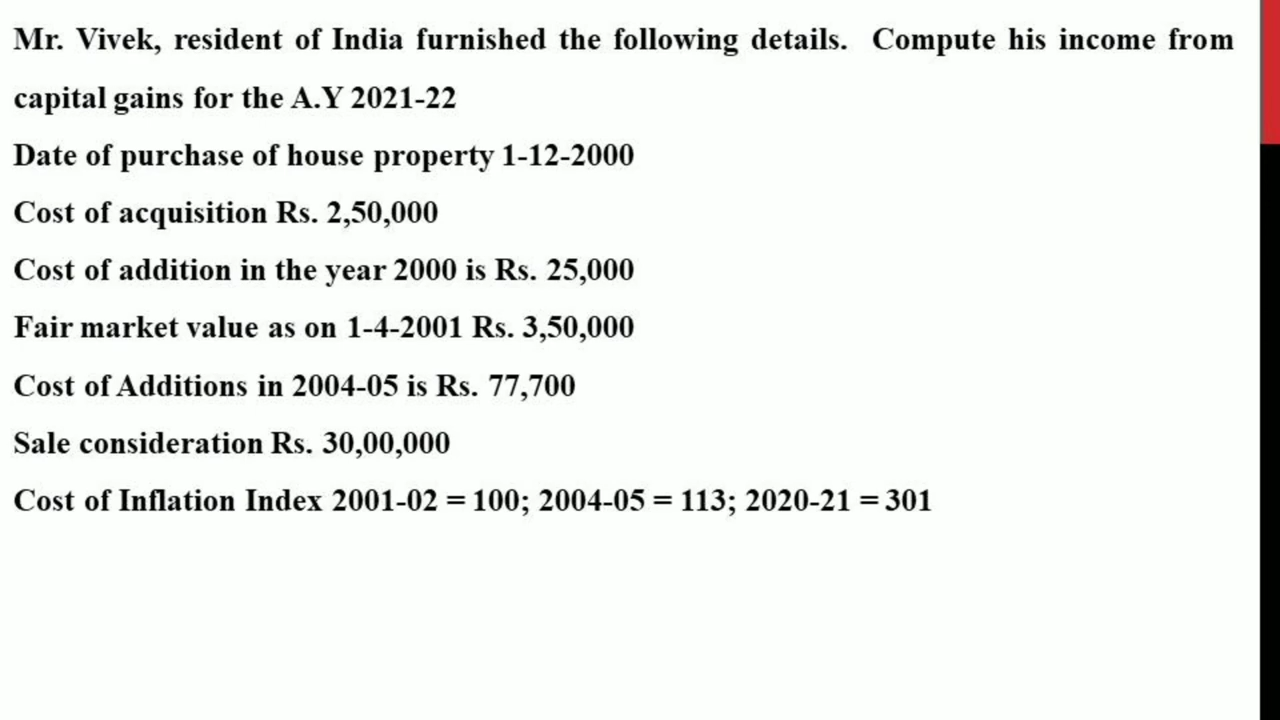 Mr. Vivek, resident of India furnished the following details. Compute his income from
capital gains for the A.Y 2021-22
Date of purchase of house property 1-12-2000
Cost of acquisition Rs. 2,50,000
Cost of addition in the year 2000 is Rs. 25,000
Fair market value as on 1-4-2001 Rs. 3,50,000
Cost of Additions in 2004-05 is Rs. 77,700
Sale consideration Rs. 30,00,000
Cost of Inflation Index 2001-02 = 100; 2004-05 = 113; 2020-21 = 301